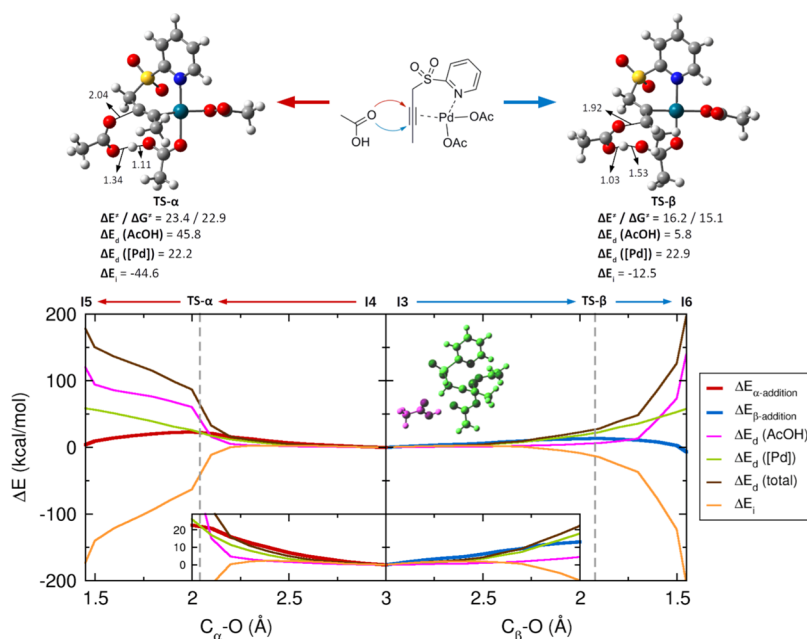 2.04
1.34
1.11
TS-α
ΔE≠ / ΔG≠ = 23.4 / 22.9
ΔEd (AcOH) = 45.8
ΔEd ([Pd]) = 22.2
ΔEi = -44.6
O O
S
N
O
OH
Pd
OAc
OAc
1.92
1.03
1.53
TS-β
ΔE≠ / ΔG≠ = 16.2 / 15.1
ΔEd (AcOH) = 5.8
ΔEd ([Pd]) = 22.9
ΔEi = -12.5
I5 TS-α I4 I3 TS-β I6
200
100
0
-100
-200
ΔE (kcal/mol)
20
10
0
1.5 2 2.5 3 2.5 2 1.5
Cα-O (Å) Cβ-O (Å)
ΔEα-addition
ΔEβ-addition
ΔEd (AcOH)
ΔEd ([Pd])
ΔEd (total)
ΔEi